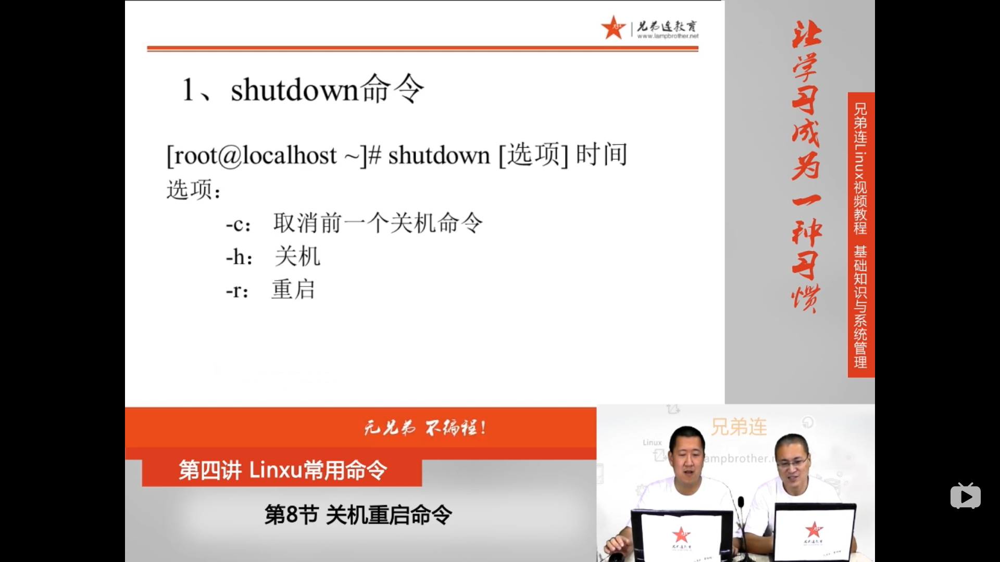 兄弟连教育
www.lampbrother.net
1、shutdown命令
[root@localhost ~]# shutdown [选项] 时间
选项：
-c： 取消前一个关机命令
-h： 关机
-r： 重启
让学习成为一种习惯
兄弟连Linux视频教程 基础知识与系统管理
无兄弟 不编程！
第四讲 Linxu常用命令
第8节 关机重启命令
兄弟连
Linux
ampbrother.n